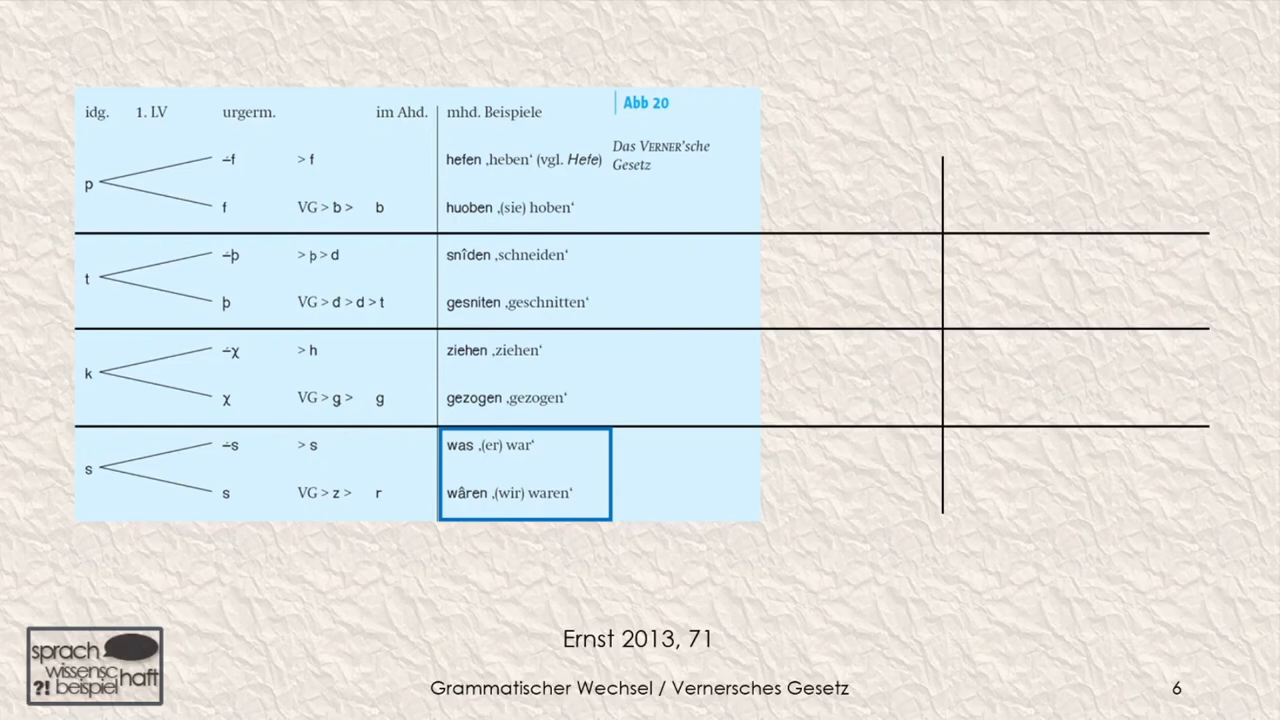 idg. 1. LV urgerm. im Ahd. mhd. Beispiele Abb 20
Das VERNER'sche
Gesetz
p
∸f > f hefen ‚heben‘ (vgl. Hefe)
f VG > b > b huoben ‚(sie) hoben‘
t
∸þ > þ > d snîden ‚schneiden‘
þ VG > đ > d > t gesniten ‚geschnitten‘
k
∸χ > h ziehen ‚ziehen‘
χ VG > g > g gezogen ‚gezogen‘
s
∸s > s was ‚(er) war‘
s VG > z > r wâren ‚(wir) waren‘
Ernst 2013, 71
sprach
wissensc
haft
?! beispiel
Grammatischer Wechsel / Vernersches Gesetz
6